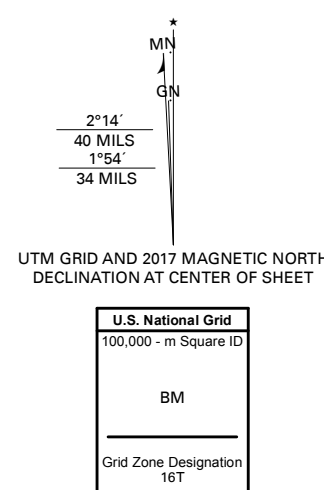 ★
MN
GN
2°14´
40 MILS
1°54´
34 MILS
UTM GRID AND 2017 MAGNETIC NORTH
DECLINATION AT CENTER OF SHEET
U.S. National Grid
100,000 - m Square ID
BM
Grid Zone Designation
16T